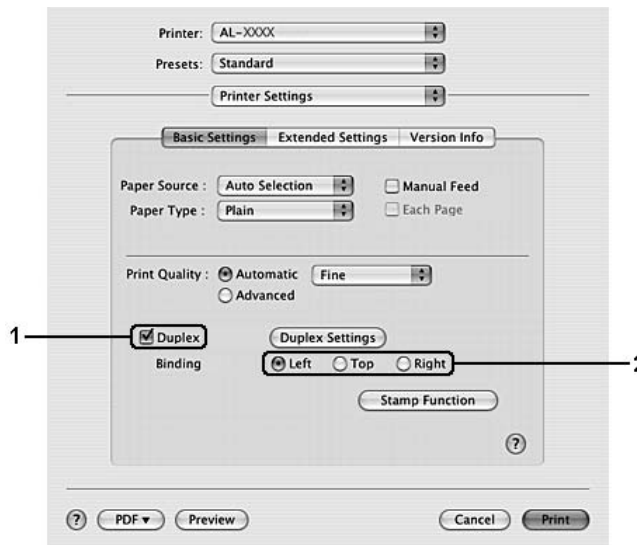 Printer: AL-XXXX
Presets: Standard
Printer Settings
Basic Settings Extended Settings Version Info
Paper Source : Auto Selection Manual Feed
Paper Type : Plain Each Page
Print Quality : Automatic Fine
Advanced
1 Duplex Duplex Settings
Binding Left Top Right 2
Stamp Function
?
? PDF Preview Cancel Print